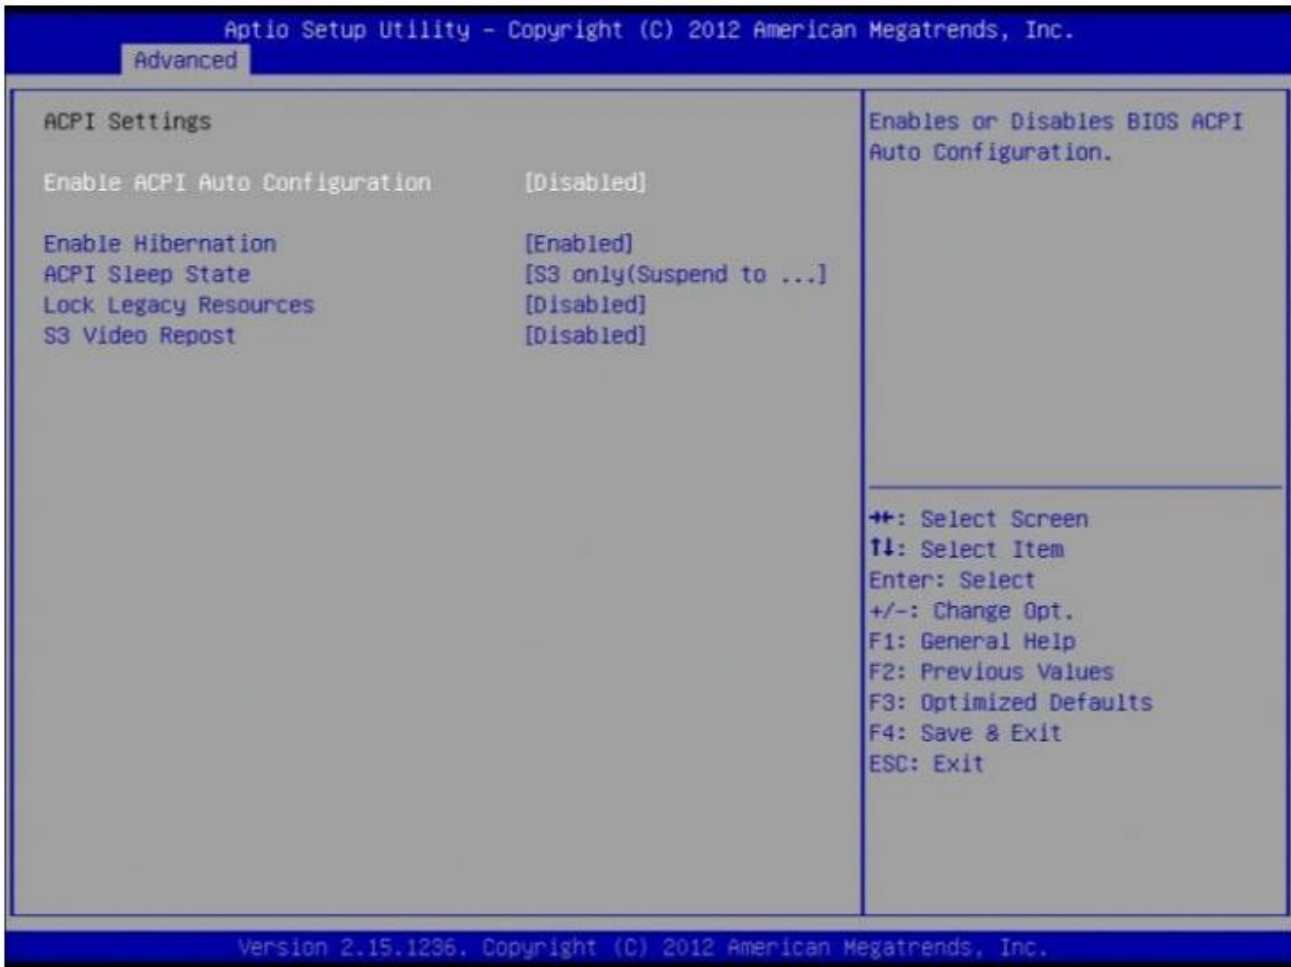 Aptio Setup Utility – Copyright (C) 2012 American Megatrends, Inc.
Advanced
ACPI Settings
Enable ACPI Auto Configuration [Disabled]
Enable Hibernation [Enabled]
ACPI Sleep State [S3 only(Suspend to ...]
Lock Legacy Resources [Disabled]
S3 Video Repost [Disabled]
Enables or Disables BIOS ACPI
Auto Configuration.
→←: Select Screen
↑↓: Select Item
Enter: Select
+/-: Change Opt.
F1: General Help
F2: Previous Values
F3: Optimized Defaults
F4: Save & Exit
ESC: Exit
Version 2.15.1236. Copyright (C) 2012 American Megatrends, Inc.